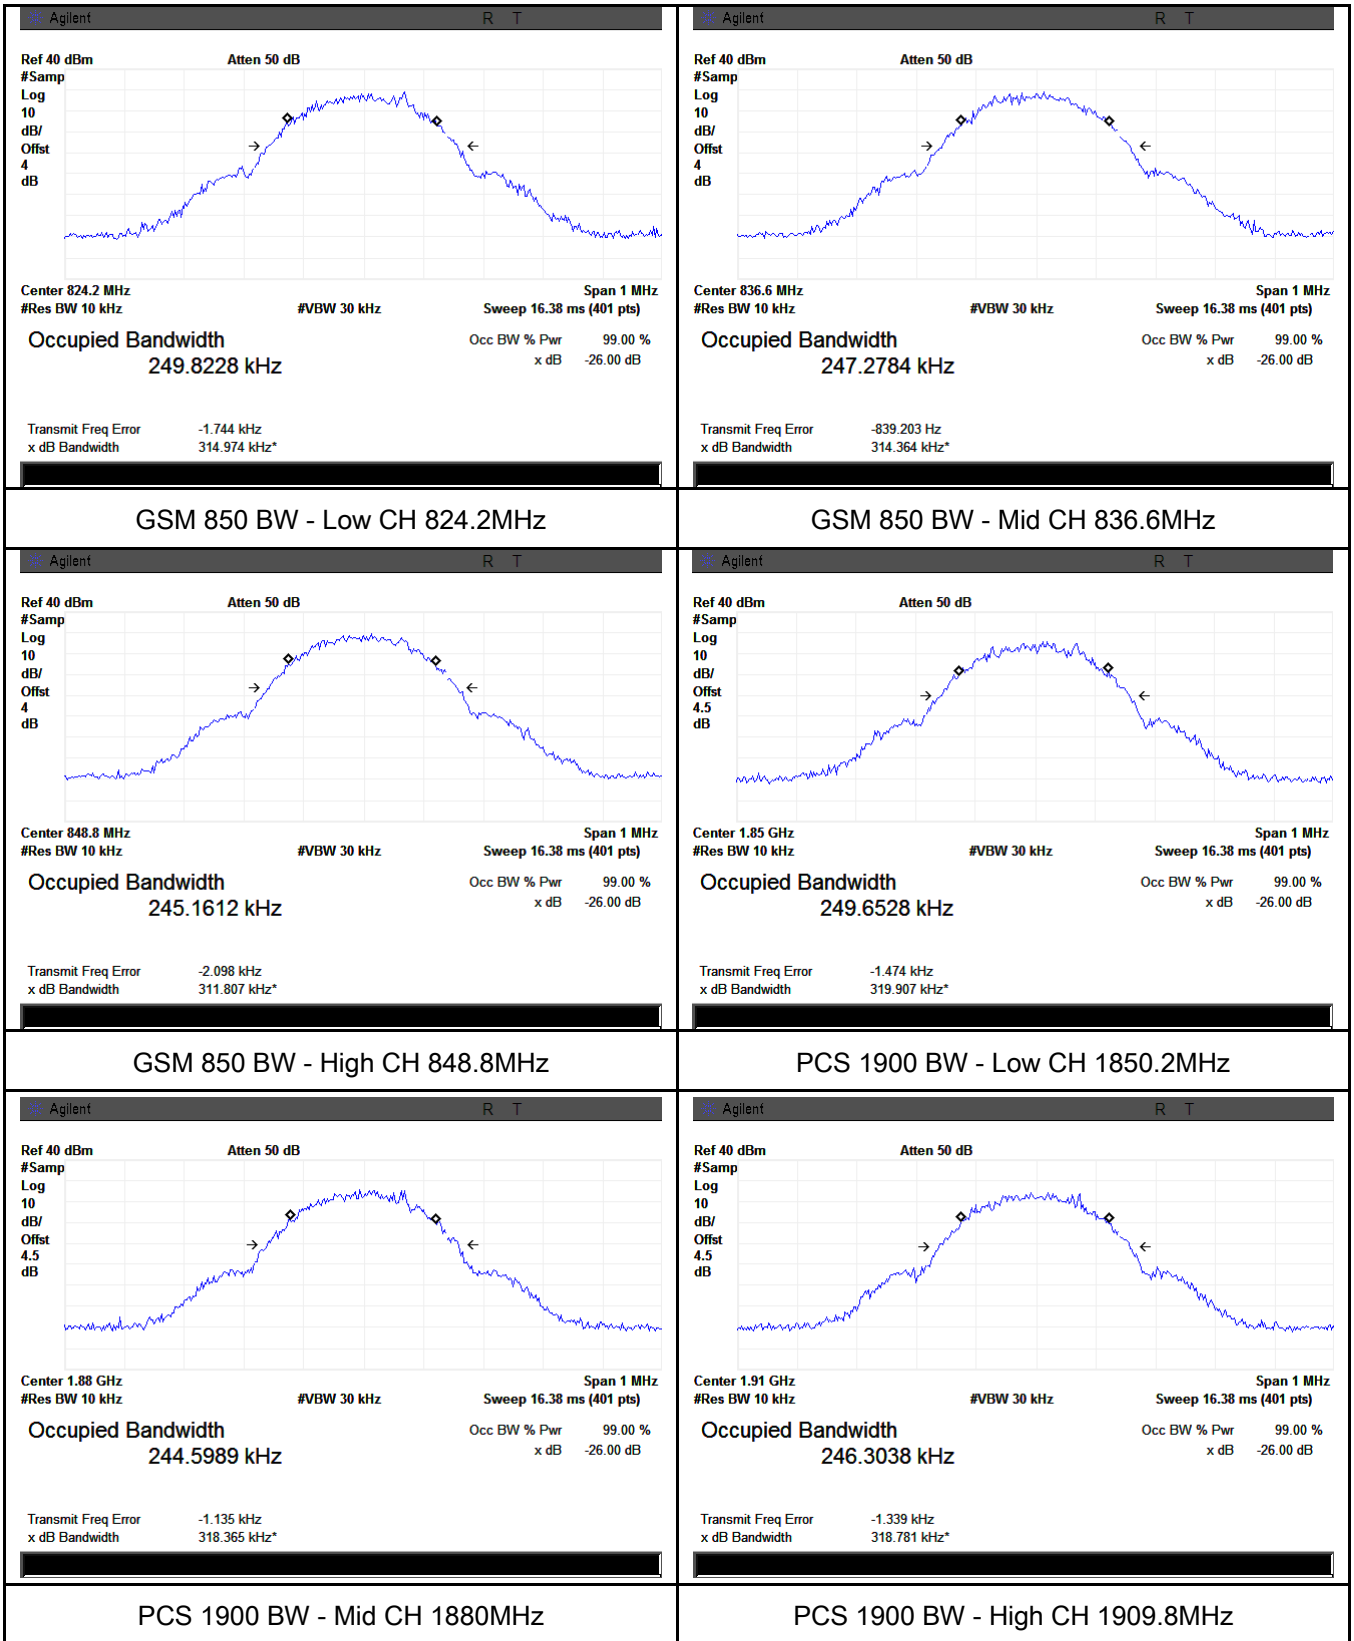 Agilent R T
Ref 40 dBm Atten 50 dB
#Samp
Log
10
dB/
Offst
4
dB
Center 824.2 MHz Span 1 MHz
#Res BW 10 kHz #VBW 30 kHz Sweep 16.38 ms (401 pts)
Occupied Bandwidth Occ BW % Pwr 99.00 %
249.8228 kHz x dB -26.00 dB
Transmit Freq Error -1.744 kHz
x dB Bandwidth 314.974 kHz*
GSM 850 BW - Low CH 824.2MHz
Agilent R T
Ref 40 dBm Atten 50 dB
#Samp
Log
10
dB/
Offst
4
dB
Center 836.6 MHz Span 1 MHz
#Res BW 10 kHz #VBW 30 kHz Sweep 16.38 ms (401 pts)
Occupied Bandwidth Occ BW % Pwr 99.00 %
247.2784 kHz x dB -26.00 dB
Transmit Freq Error -839.203 Hz
x dB Bandwidth 314.364 kHz*
GSM 850 BW - Mid CH 836.6MHz
Agilent R T
Ref 40 dBm Atten 50 dB
#Samp
Log
10
dB/
Offst
4
dB
Center 848.8 MHz Span 1 MHz
#Res BW 10 kHz #VBW 30 kHz Sweep 16.38 ms (401 pts)
Occupied Bandwidth Occ BW % Pwr 99.00 %
245.1612 kHz x dB -26.00 dB
Transmit Freq Error -2.098 kHz
x dB Bandwidth 311.807 kHz*
GSM 850 BW - High CH 848.8MHz
Agilent R T
Ref 40 dBm Atten 50 dB
#Samp
Log
10
dB/
Offst
4.5
dB
Center 1.85 GHz Span 1 MHz
#Res BW 10 kHz #VBW 30 kHz Sweep 16.38 ms (401 pts)
Occupied Bandwidth Occ BW % Pwr 99.00 %
249.6528 kHz x dB -26.00 dB
Transmit Freq Error -1.474 kHz
x dB Bandwidth 319.907 kHz*
PCS 1900 BW - Low CH 1850.2MHz
Agilent R T
Ref 40 dBm Atten 50 dB
#Samp
Log
10
dB/
Offst
4.5
dB
Center 1.88 GHz Span 1 MHz
#Res BW 10 kHz #VBW 30 kHz Sweep 16.38 ms (401 pts)
Occupied Bandwidth Occ BW % Pwr 99.00 %
244.5989 kHz x dB -26.00 dB
Transmit Freq Error -1.135 kHz
x dB Bandwidth 318.365 kHz*
PCS 1900 BW - Mid CH 1880MHz
Agilent R T
Ref 40 dBm Atten 50 dB
#Samp
Log
10
dB/
Offst
4.5
dB
Center 1.91 GHz Span 1 MHz
#Res BW 10 kHz #VBW 30 kHz Sweep 16.38 ms (401 pts)
Occupied Bandwidth Occ BW % Pwr 99.00 %
246.3038 kHz x dB -26.00 dB
Transmit Freq Error -1.339 kHz
x dB Bandwidth 318.781 kHz*
PCS 1900 BW - High CH 1909.8MHz